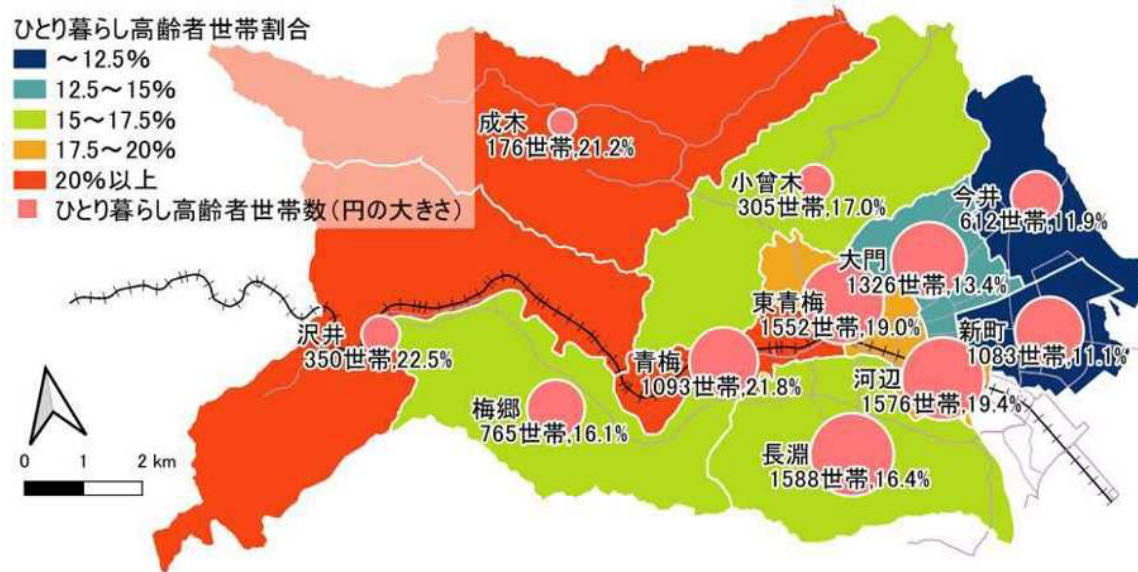 ひとり暮らし高齢者世帯割合
～12.5%
12.5～15%
15～17.5%
17.5～20%
20%以上
ひとり暮らし高齢者世帯数(円の大きさ)
成木
176世帯,21.2%
小曾木
305世帯,17.0%
今井
612世帯,11.9%
大門
1326世帯,13.4%
東青梅
1552世帯,19.0%
新町
1083世帯,11.1%
沢井
350世帯,22.5%
青梅
1093世帯,21.8%
河辺
1576世帯,19.4%
梅郷
765世帯,16.1%
長淵
1588世帯,16.4%
0 1 2 km